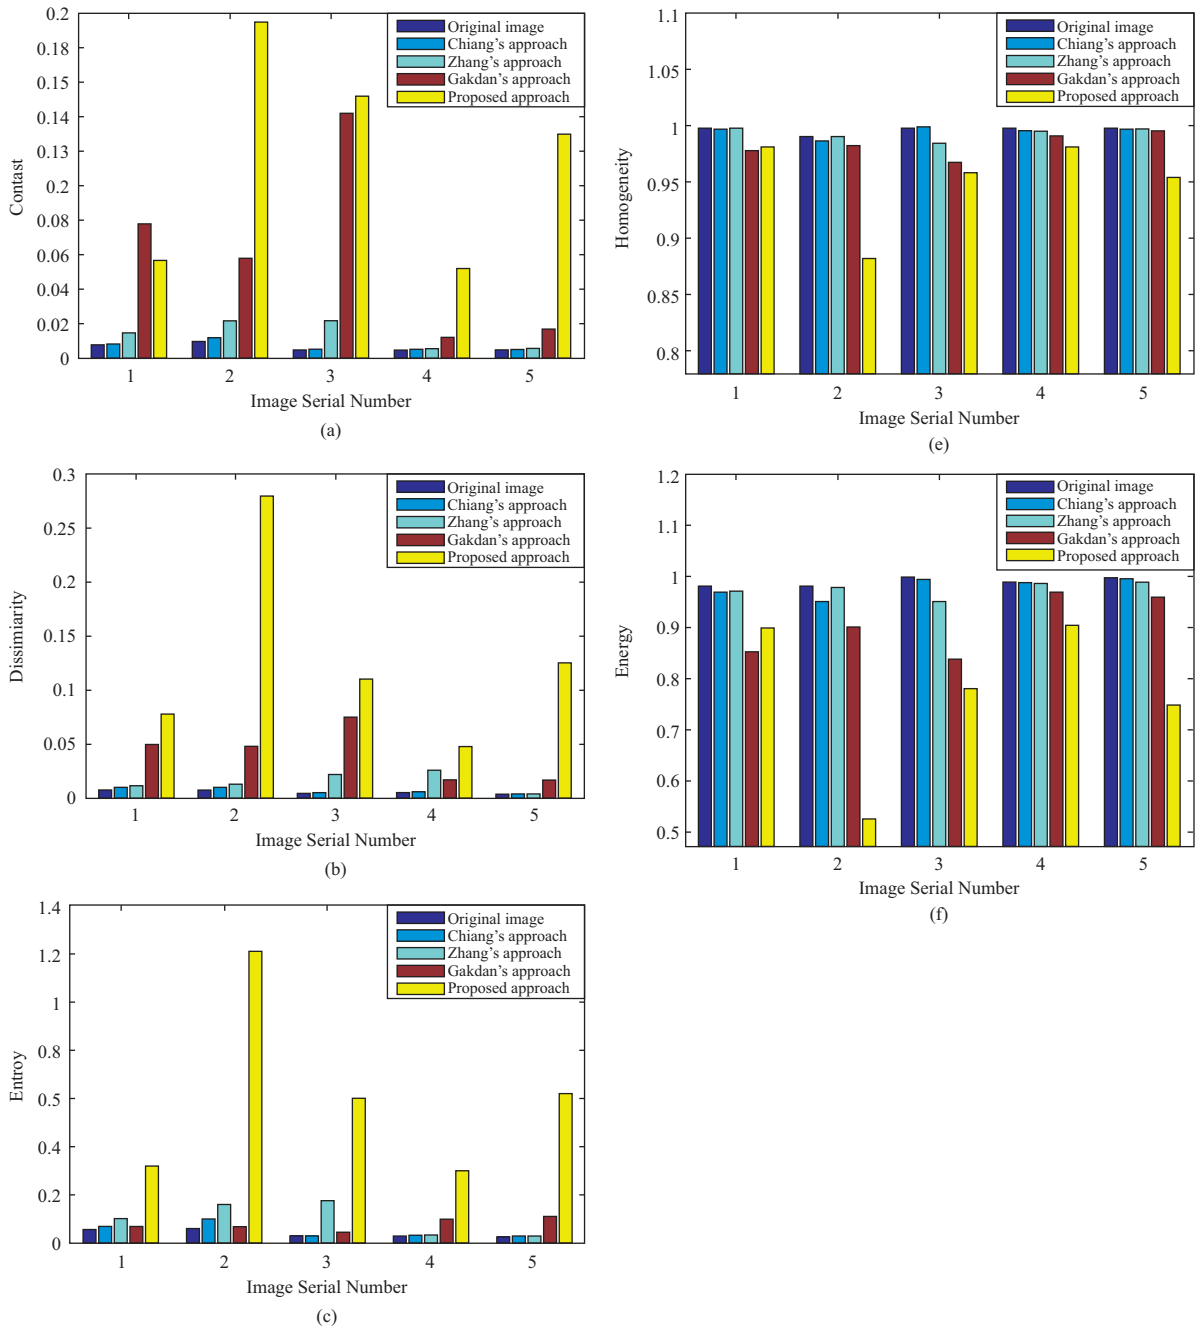 0.2
0.18
0.15
0.14
0.13
0.2
0.08
0.06
0.02
0
Contast
Original image
Chiang’s approach
Zhang’s approach
Gakdan’s approach
Proposed approach
1 2 3 4 5
Image Serial Number
(a)
1.1
1.05
1
0.95
0.9
0.85
0.8
Homogeneity
Original image
Chiang’s approach
Zhang’s approach
Gakdan’s approach
Proposed approach
1 2 3 4 5
Image Serial Number
(e)
0.3
0.25
0.2
0.1
0.1
0.05
0
Dissimiarty
Original image
Chiang’s approach
Zhang’s approach
Gakdan’s approach
Proposed approach
1 2 3 4 5
Image Serial Number
(b)
1.2
1.1
1
0.9
0.8
0.7
0.6
0.5
Energy
Original image
Chiang’s approach
Zhang’s approach
Gakdan’s approach
Proposed approach
1 2 3 4 5
Image Serial Number
(f)
1.4
1.2
1
0.8
0.5
0.4
0.2
0
Entroy
Original image
Chiang’s approach
Zhang’s approach
Gakdan’s approach
Proposed approach
1 2 3 4 5
Image Serial Number
(c)